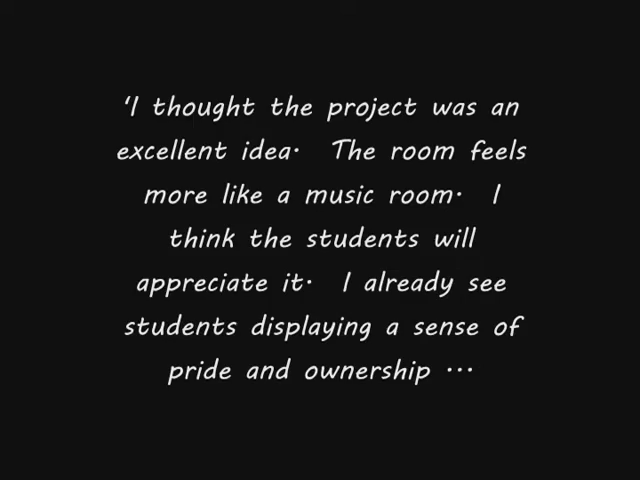 'I thought the project was an
excellent idea. The room feels
more like a music room. I
think the students will
appreciate it. I already see
students displaying a sense of
pride and ownership ...